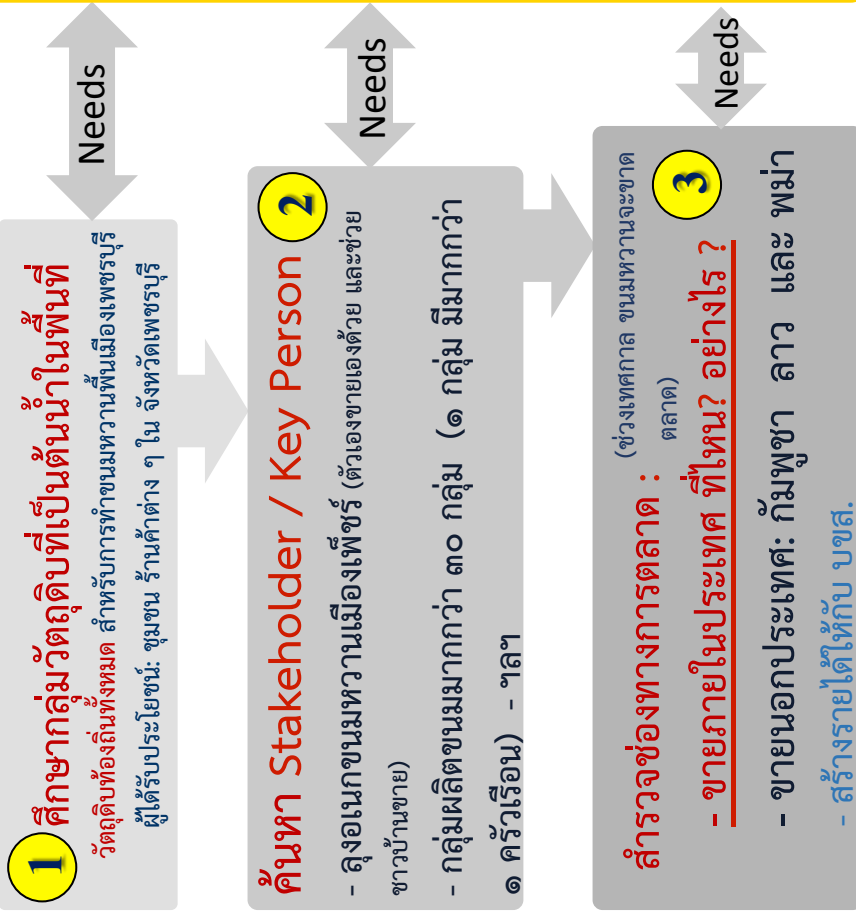 1
ศึกษากลุ่มวัตถุดิบที่เป็นต้นน้ำในพื้นที่
วัตถุดิบท้องถิ่นทั้งหมด สำหรับการทำขนมหวานพื้นเมืองเพชรบุรี
ผู้ได้รับประโยชน์: ชุมชน ร้านค้าต่าง ๆ ใน จังหวัดเพชรบุรี
Needs
ค้นหา Stakeholder / Key Person
2
- ลุงอเนกขนมหวานเมืองเพ็ชร์ (ตัวเองขายเองด้วย และช่วย
ชาวบ้านขาย)
- กลุ่มผลิตขนมมากกว่า ๓๐ กลุ่ม (๑ กลุ่ม มีมากกว่า
๑ ครัวเรือน) - ฯลฯ
Needs
สำรวจช่องทางการตลาด : (ช่วงเทศกาล ขนมหวานจะขาด
ตลาด)
3
- ขายภายในประเทศ ที่ไหน? อย่างไร ?
- ขายนอกประเทศ: กัมพูชา ลาว และ พม่า
- สร้างรายได้ให้กับ บขส.
Needs